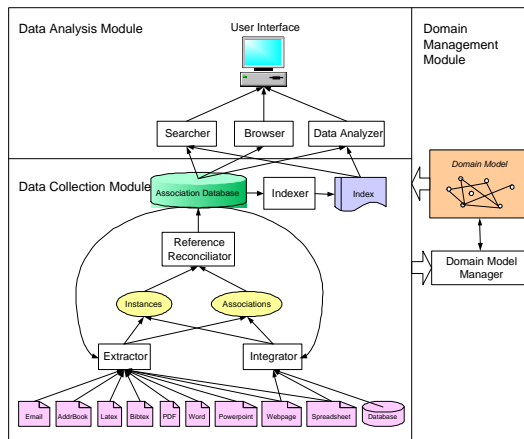 Data Analysis Module
User Interface
Domain
Management
Module
Searcher
Browser
Data Analyzer
Data Collection Module
Association Database
Indexer
Index
Domain Model
Reference
Reconciliator
Domain Model
Manager
Instances
Associations
Extractor
Integrator
Email
AddrBook
Latex
Bibtex
PDF
Word
Powerpoint
Webpage
Spreadsheet
Database